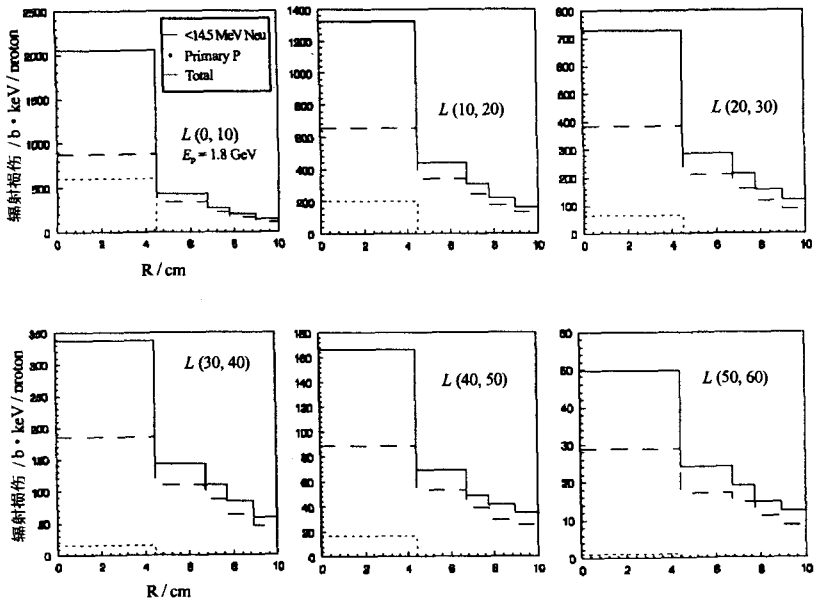 <14.5 MeV Neu
Primary P
Total
L (0, 10)
Eₚ = 1.8 GeV
辐射损伤 / b • keV / proton
2500
2000
1500
1000
500
0
0 2 4 6 8 10
R / cm
L (10, 20)
1400
1200
1000
800
600
400
200
0
0 2 4 6 8 10
L (20, 30)
800
700
600
500
400
300
200
100
0
0 2 4 6 8 10
L (30, 40)
辐射损伤 / b • keV / proton
350
300
250
200
150
100
50
0
0 2 4 6 8 10
R / cm
L (40, 50)
180
160
140
120
100
80
60
40
20
0
0 2 4 6 8 10
L (50, 60)
60
50
40
30
20
10
0
0 2 4 6 8 10